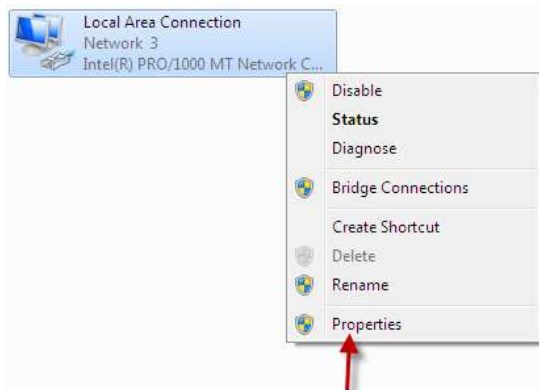 Local Area Connection
Network 3
Intel(R) PRO/1000 MT Network C...
Disable
Status
Diagnose
Bridge Connections
Create Shortcut
Delete
Rename
Properties